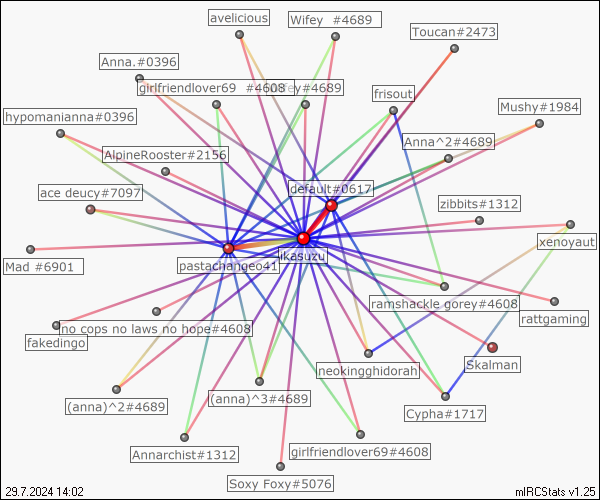 avelicious
Wifey #4689
Toucan#2473
Anna.#0396
girlfriendlover69 #4608
#4689
frisout
Mushy#1984
hypomanianna#0396
Anna^2#4689
AlpineRooster#2156
ace deucy#7097
default#0617
zibbits#1312
xenoyaut
ikasuzu
pastachangeo41
Mad #6901
ramshackle gorey#4608
rattgaming
no cops no laws no hope#4608
fakedingo
Skalman
neokingghidorah
(anna)^2#4689
(anna)^3#4689
Cypha#1717
Annarchist#1312
girlfriendlover69#4608
Soxy Foxy#5076
29.7.2024 14:02
mIRCStats v1.25